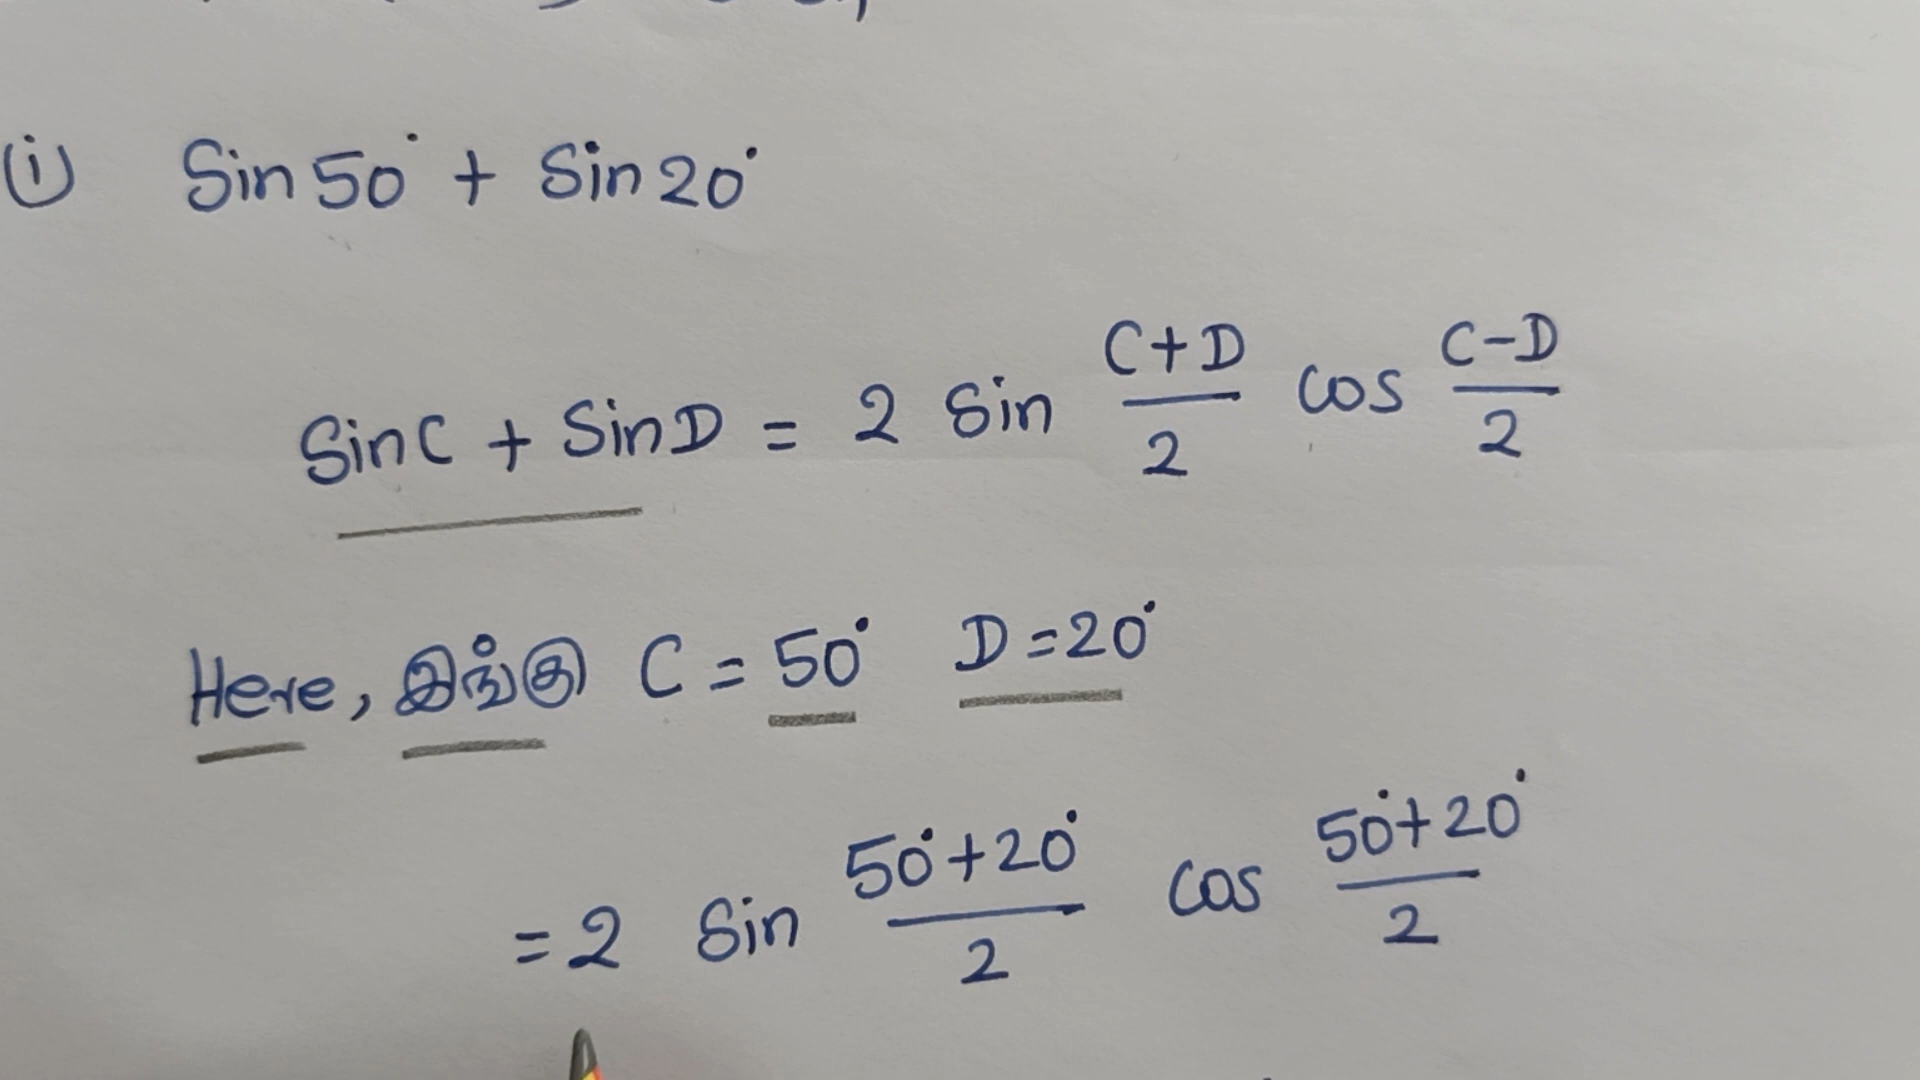 (i) Sin 50° + Sin 20°
Sin C + Sin D = 2 Sin (C+D)/2 cos (C-D)/2
Here, இங்கு C = 50° D = 20°
= 2 Sin (50°+20°)/2 cos (50°+20°)/2